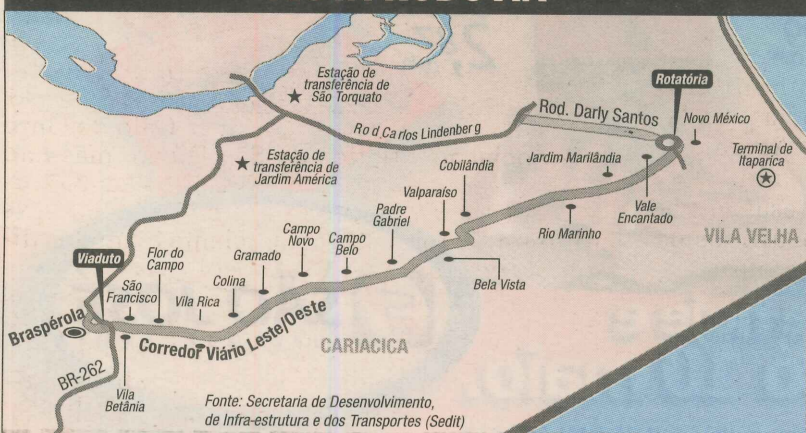 Estação de
transferência de
São Torquato
Rod Carlos Lindenberg
Rod. Darly Santos
Rotatória
Novo México
Terminal de
Itaparica
Estação de
transferência de
Jardim América
Cobilândia
Jardim Marilândia
Valparaíso
Vale
Encantado
Padre
Gabriel
Rio Marinho
VILA VELHA
Campo
Novo
Campo
Belo
Bela Vista
Viaduto
Flor do
Campo
Gramado
Colina
São
Francisco
Vila Rica
Braspérola
Corredor Viário Leste/Oeste
CARIACICA
BR-262
Vila
Betânia
Fonte: Secretaria de Desenvolvimento,
de Infra-estrutura e dos Transportes (Sedit)